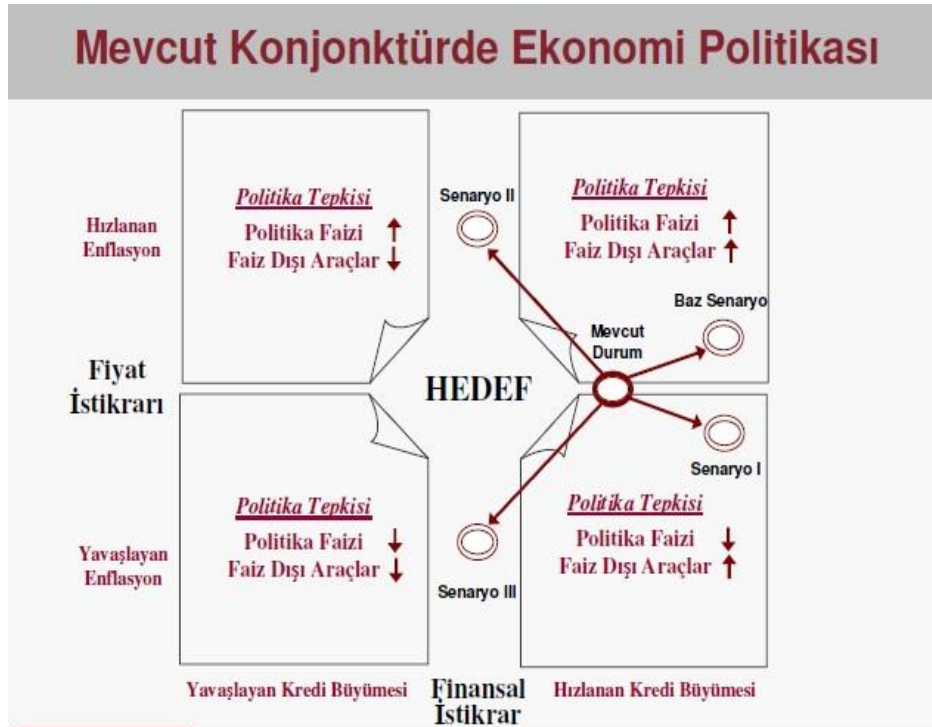 Mevcut Konjonktürde Ekonomi Politikası
Hızlanan
Enflasyon
Politika Tepkisi
Politika Faizi ↑
Faiz Dışı Araçlar ↓
Senaryo II
Politika Tepkisi
Politika Faizi ↑
Faiz Dışı Araçlar ↑
Baz Senaryo
Mevcut
Durum
Fiyat
İstikrarı
HEDEF
Senaryo I
Yavaşlayan
Enflasyon
Politika Tepkisi
Politika Faizi ↓
Faiz Dışı Araçlar ↓
Senaryo III
Politika Tepkisi
Politika Faizi ↓
Faiz Dışı Araçlar ↑
Yavaşlayan Kredi Büyümesi
Finansal
İstikrar
Hızlanan Kredi Büyümesi